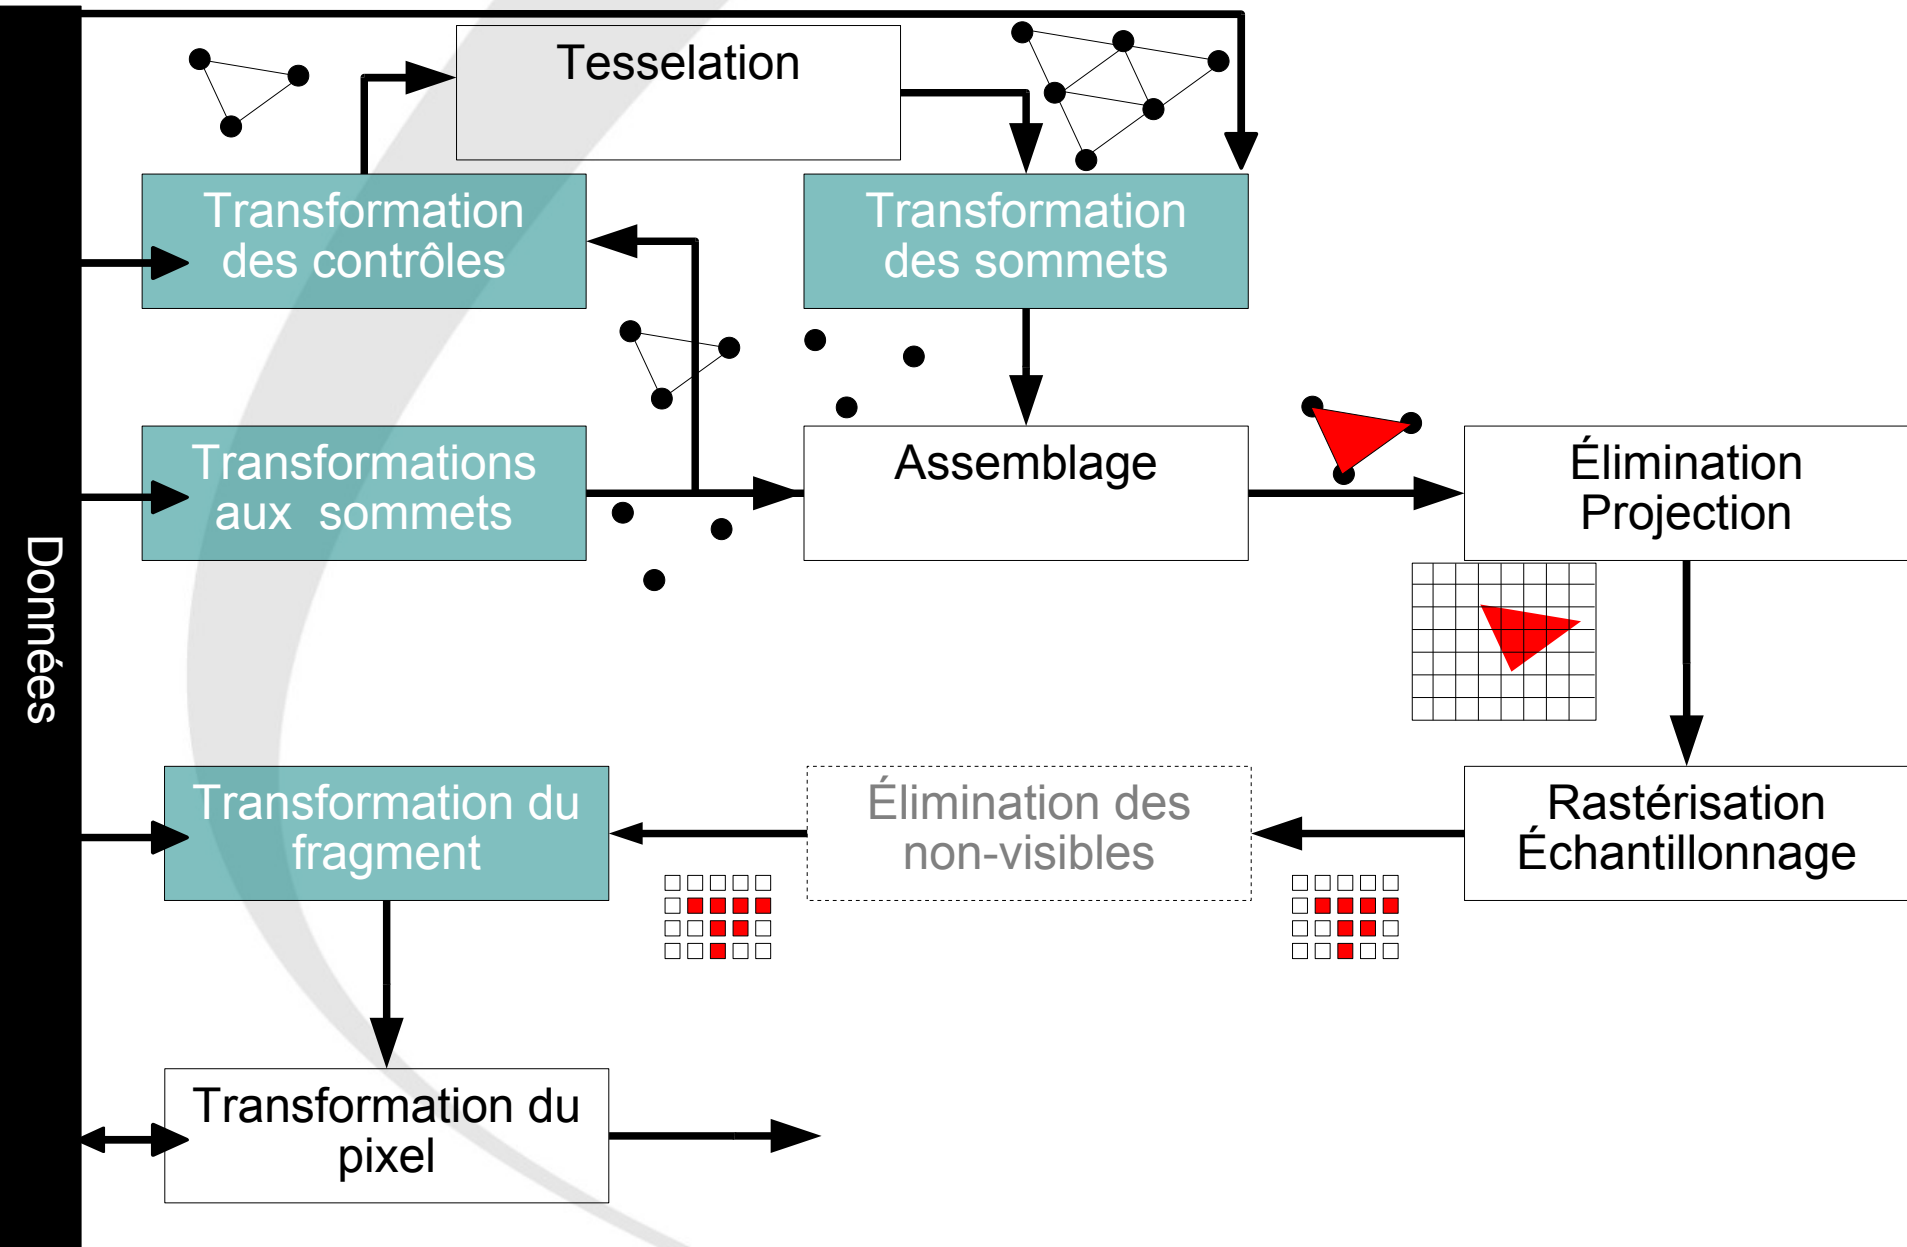 Tesselation
Transformation
des contrôles
Transformation
des sommets
Transformations
aux  sommets
Assemblage
Élimination
Projection
Données
Transformation du
fragment
Élimination des
non-visibles
Rastérisation
Échantillonnage
Transformation du
pixel